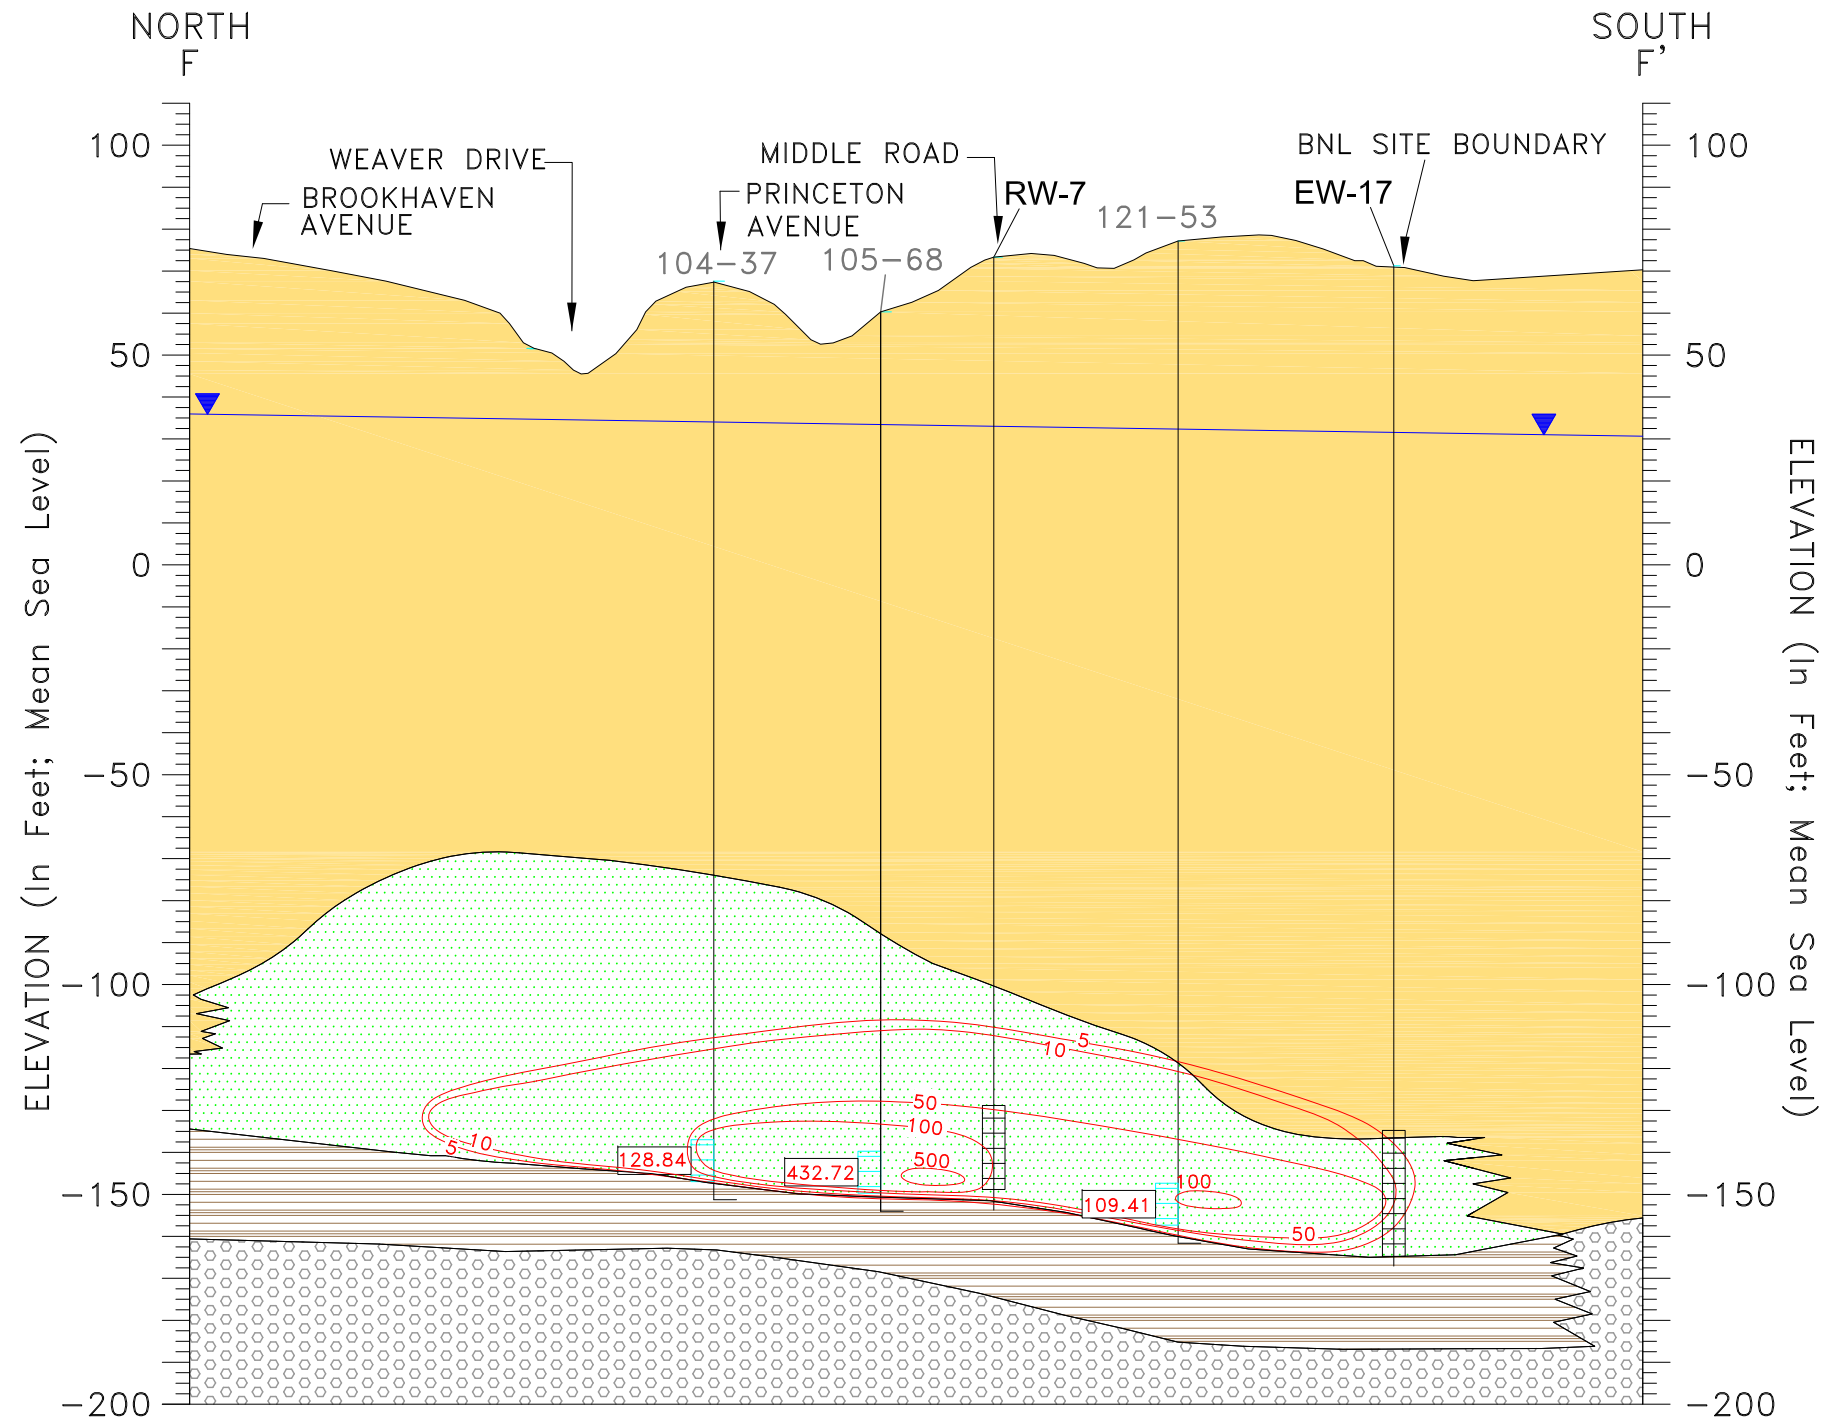 NORTH
F
SOUTH
F'
WEAVER DRIVE
BROOKHAVEN
AVENUE
MIDDLE ROAD
PRINCETON
AVENUE
RW-7
BNL SITE BOUNDARY
EW-17
104-37
105-68
121-53
100
50
0
-50
-100
-150
-200
100
50
0
-50
-100
-150
-200
ELEVATION (In Feet; Mean Sea Level)
ELEVATION (In Feet; Mean Sea Level)
5
10
50
100
500
5
10
128.84
432.72
109.41
100
50